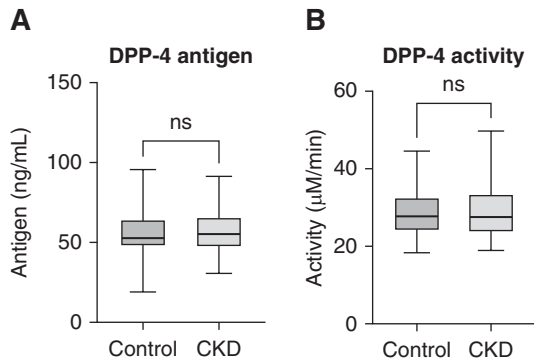 A
DPP-4 antigen
Antigen (ng/mL)
150
100
50
0
ns
Control
CKD
B
DPP-4 activity
Activity (μM/min)
60
40
20
0
ns
Control
CKD